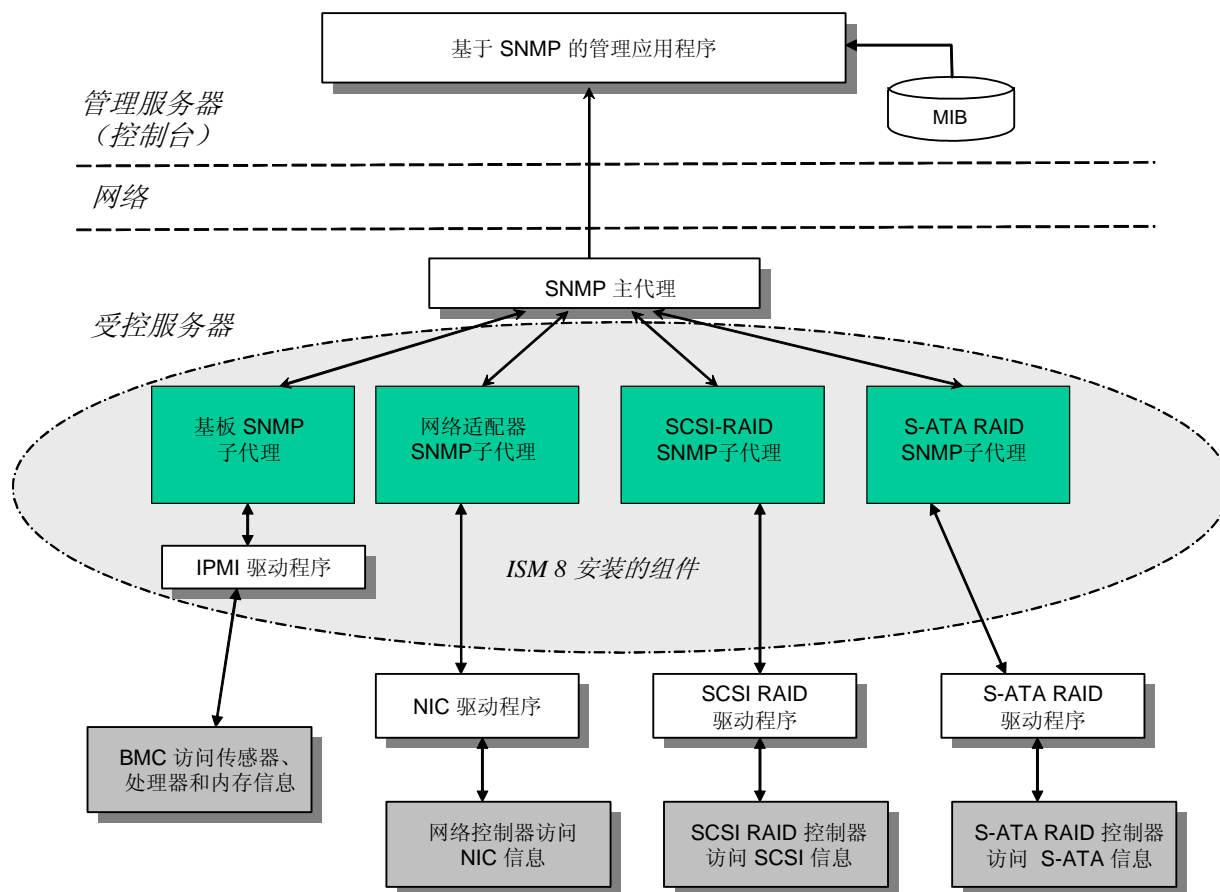 基于 SNMP 的管理应用程序
MIB
管理服务器
（控制台）
网络
SNMP 主代理
受控服务器
基板 SNMP
子代理
网络适配器
SNMP子代理
SCSI-RAID
SNMP子代理
S-ATA RAID
SNMP子代理
IPMI 驱动程序
ISM 8 安装的组件
NIC 驱动程序
SCSI RAID
驱动程序
S-ATA RAID
驱动程序
BMC 访问传感器、
处理器和内存信息
网络控制器访问
NIC 信息
SCSI RAID 控制器
访问 SCSI 信息
S-ATA RAID 控制器
访问 S-ATA 信息